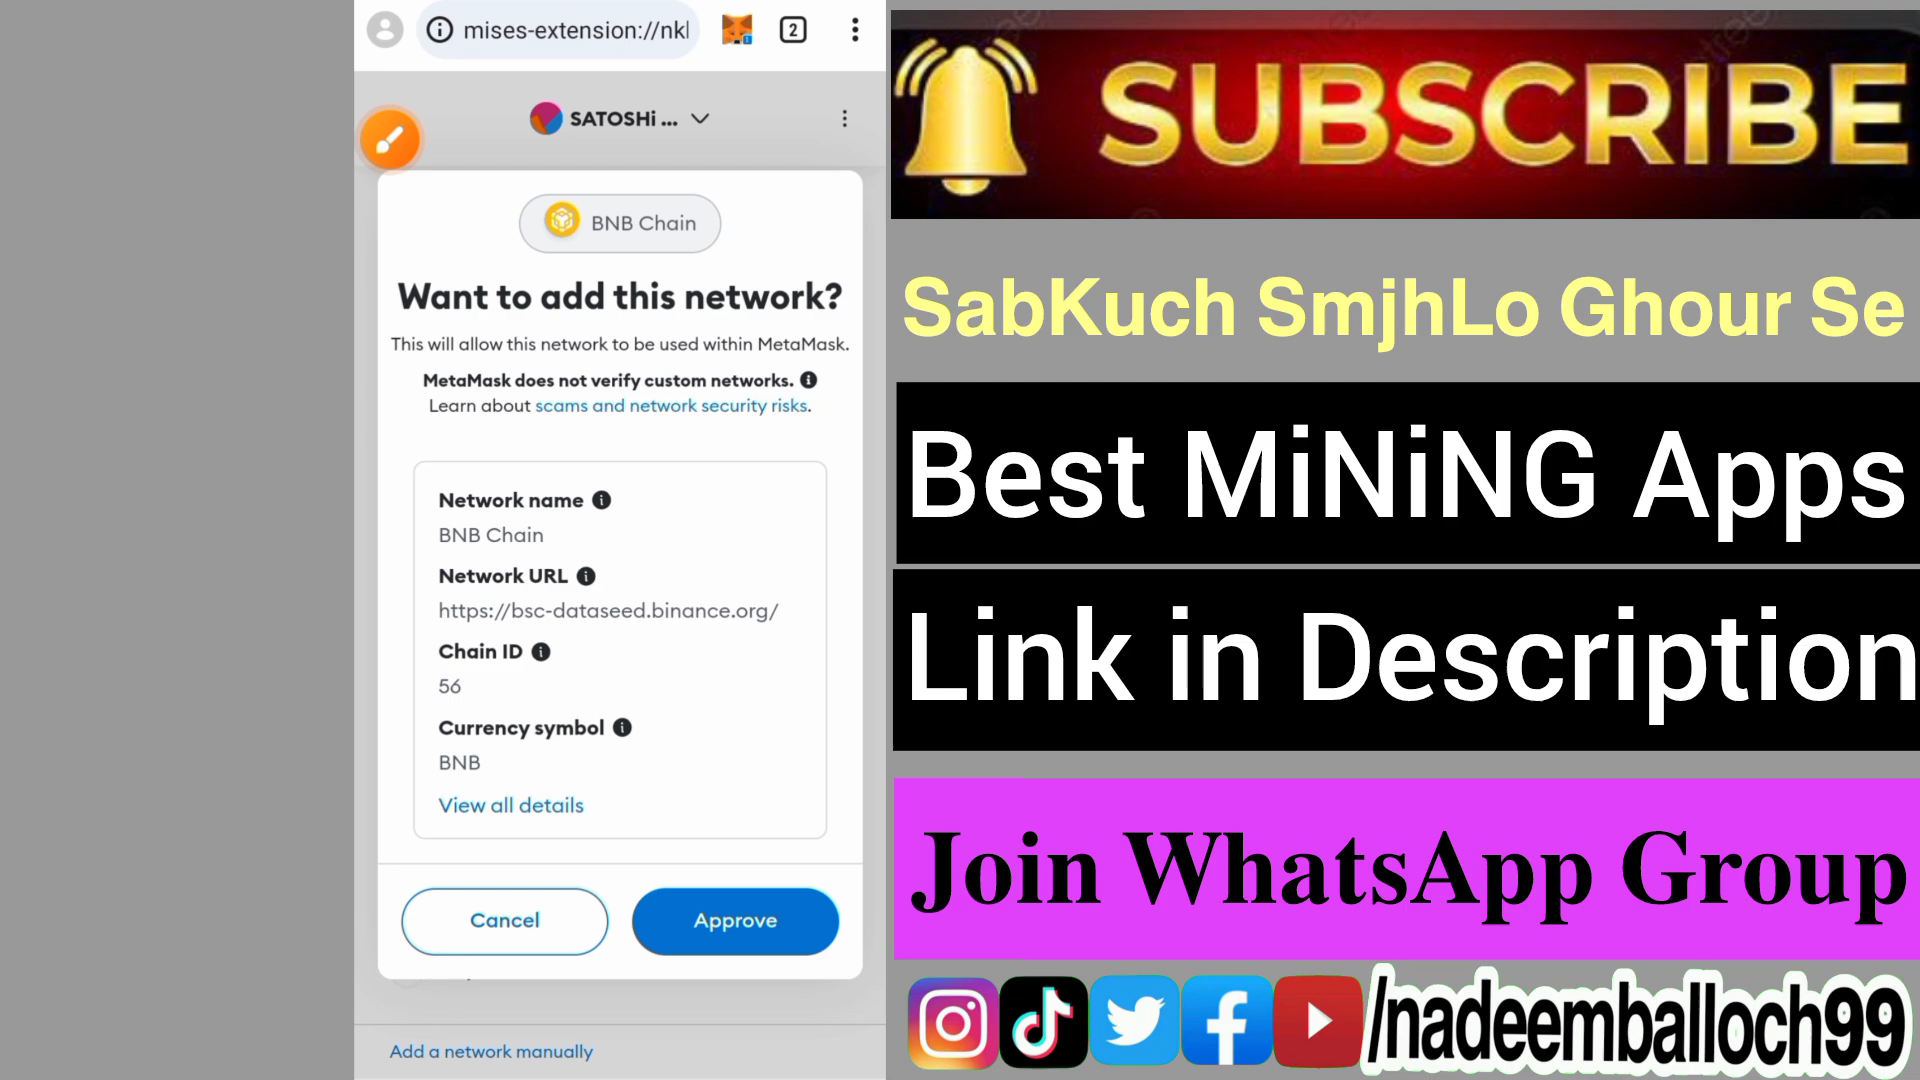 mises-extension://nkl
2
SATOSHi ...
BNB Chain
Want to add this network?
This will allow this network to be used within MetaMask.
MetaMask does not verify custom networks.
Learn about scams and network security risks.
Network name
BNB Chain
Network URL
https://bsc-dataseed.binance.org/
Chain ID
56
Currency symbol
BNB
View all details
Cancel
Approve
Add a network manually
SUBSCRIBE
SabKuch SmjhLo Ghour Se
Best MiNiNG Apps
Link in Description
Join WhatsApp Group
/nadeemballoch99